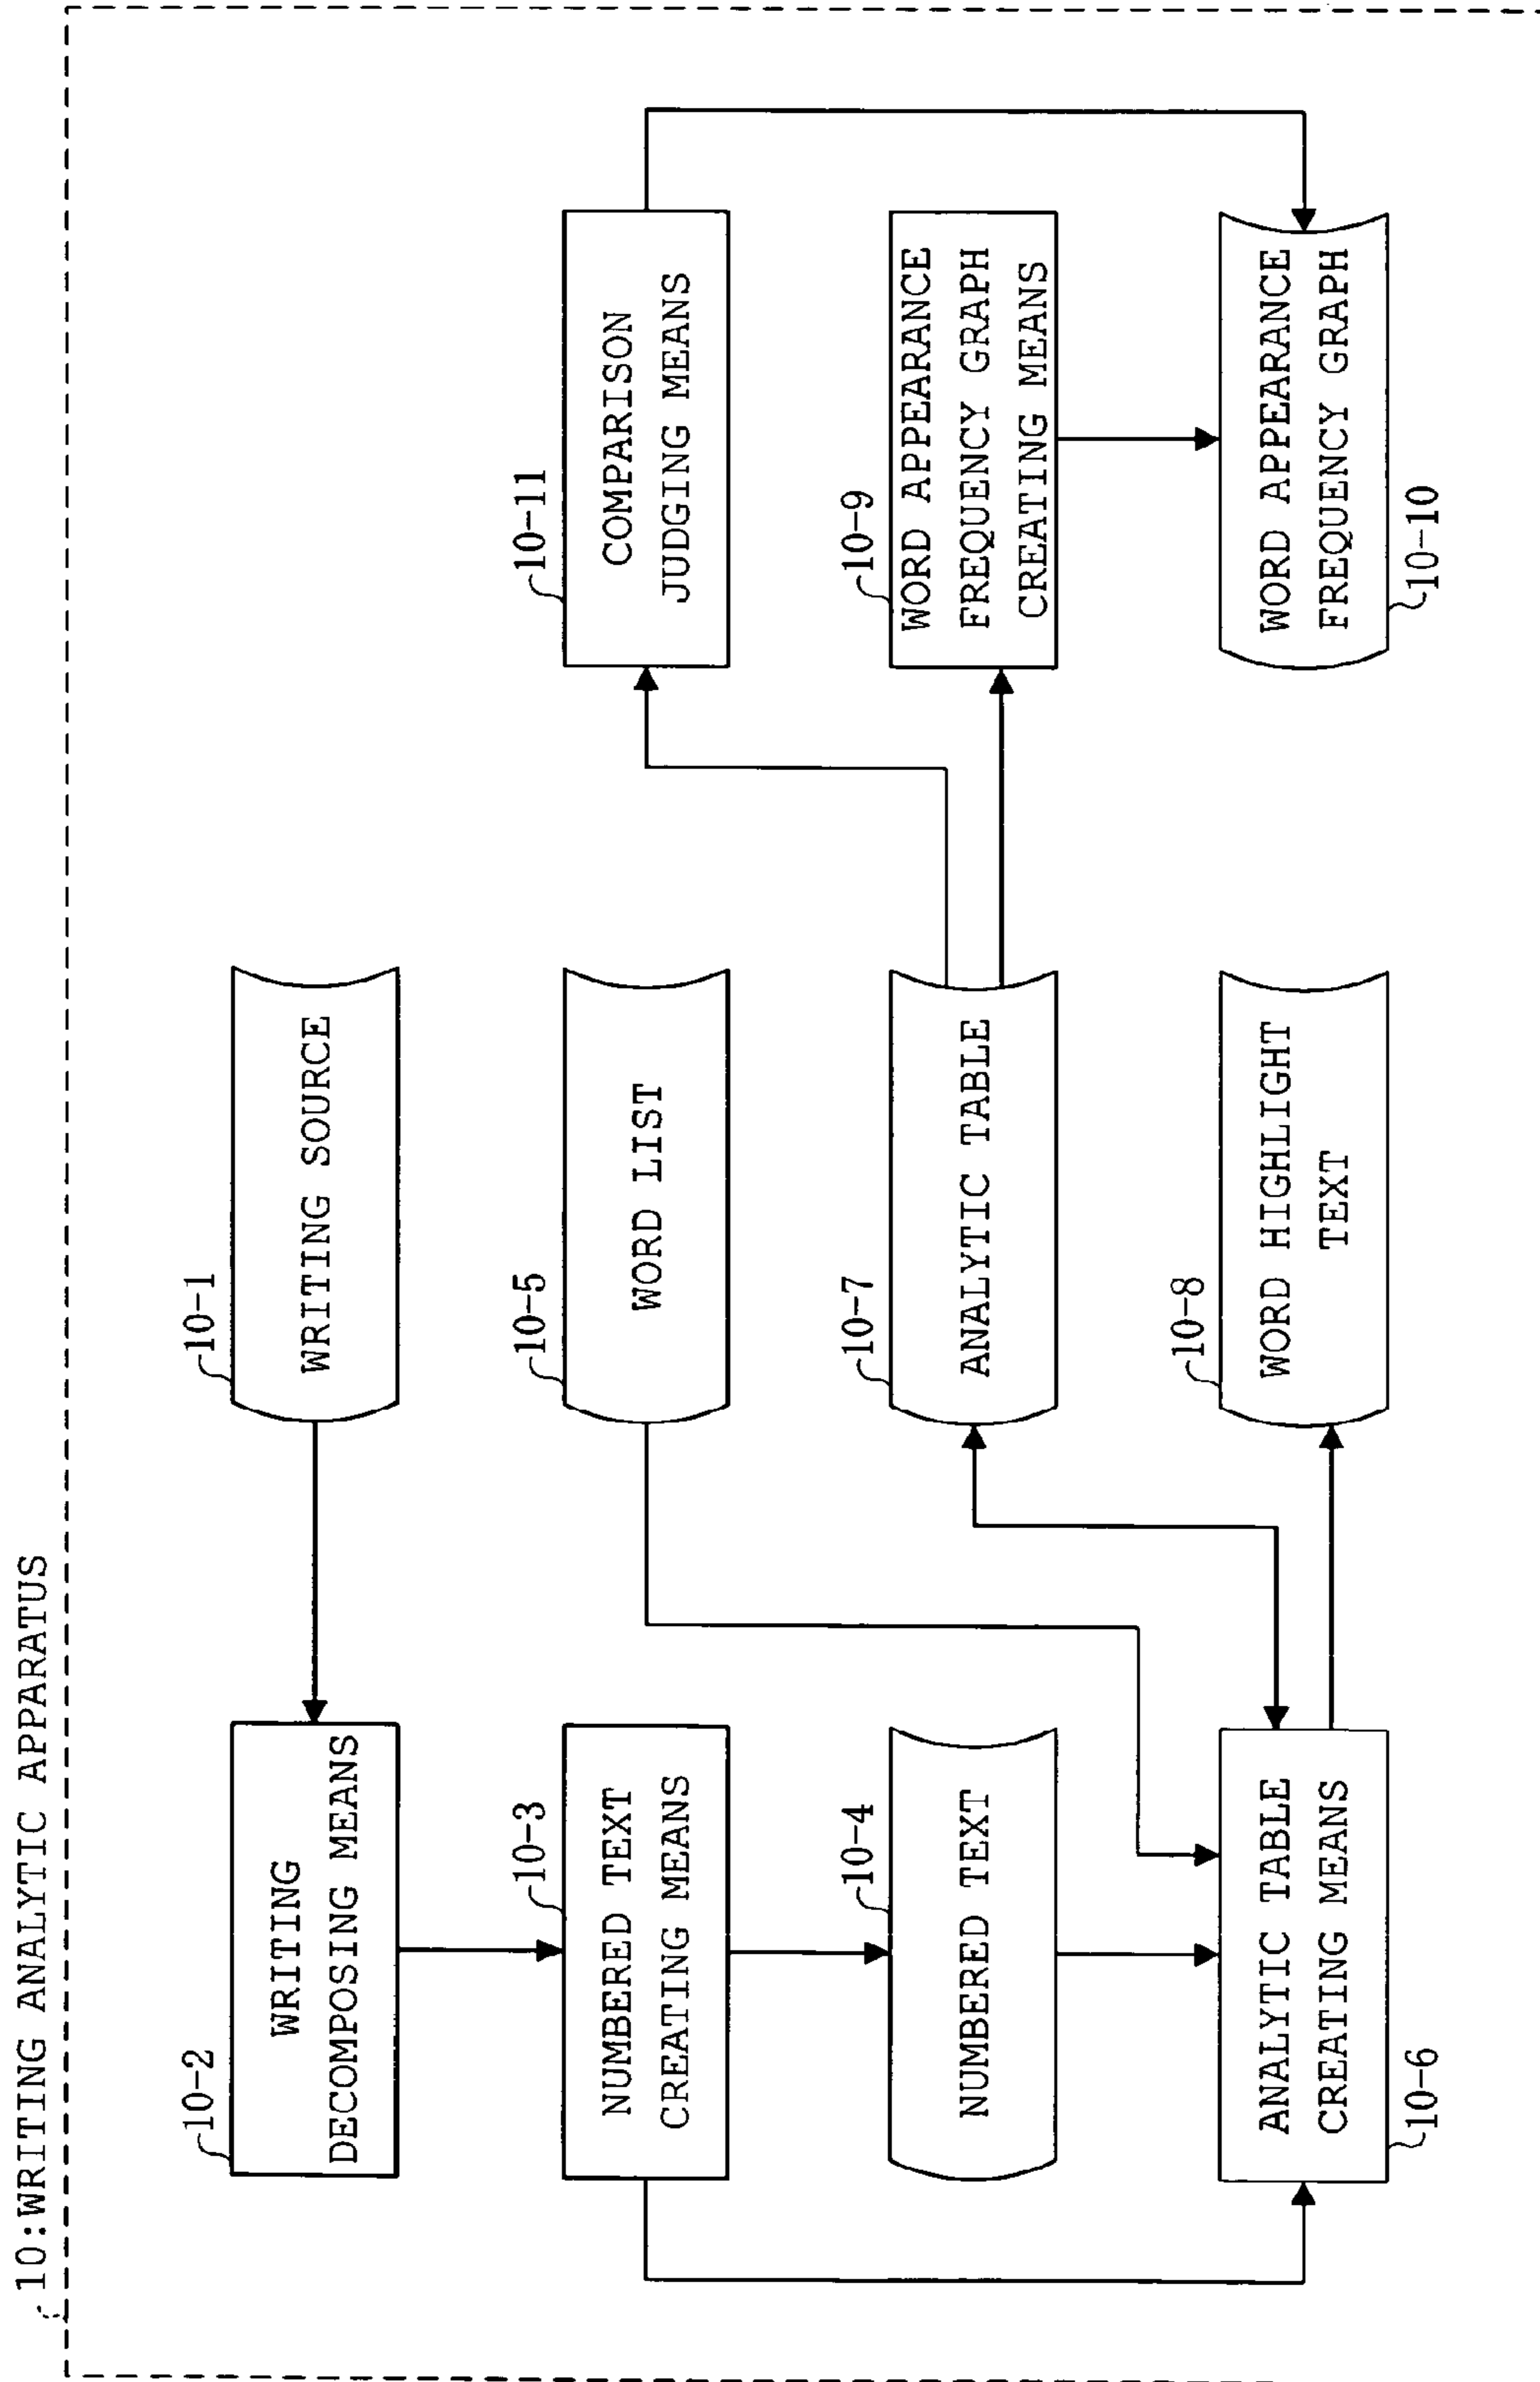 10:WRITING ANALYTIC APPARATUS
10-2
WRITING
DECOMPOSING MEANS
10-1
WRITING SOURCE
10-3
NUMBERED TEXT
CREATING MEANS
10-5
WORD LIST
10-11
COMPARISON
JUDGING MEANS
10-4
NUMBERED TEXT
10-7
ANALYTIC TABLE
10-9
WORD APPEARANCE
FREQUENCY GRAPH
CREATING MEANS
ANALYTIC TABLE
CREATING MEANS
10-6
10-8
WORD HIGHLIGHT
TEXT
WORD APPEARANCE
FREQUENCY GRAPH
10-10